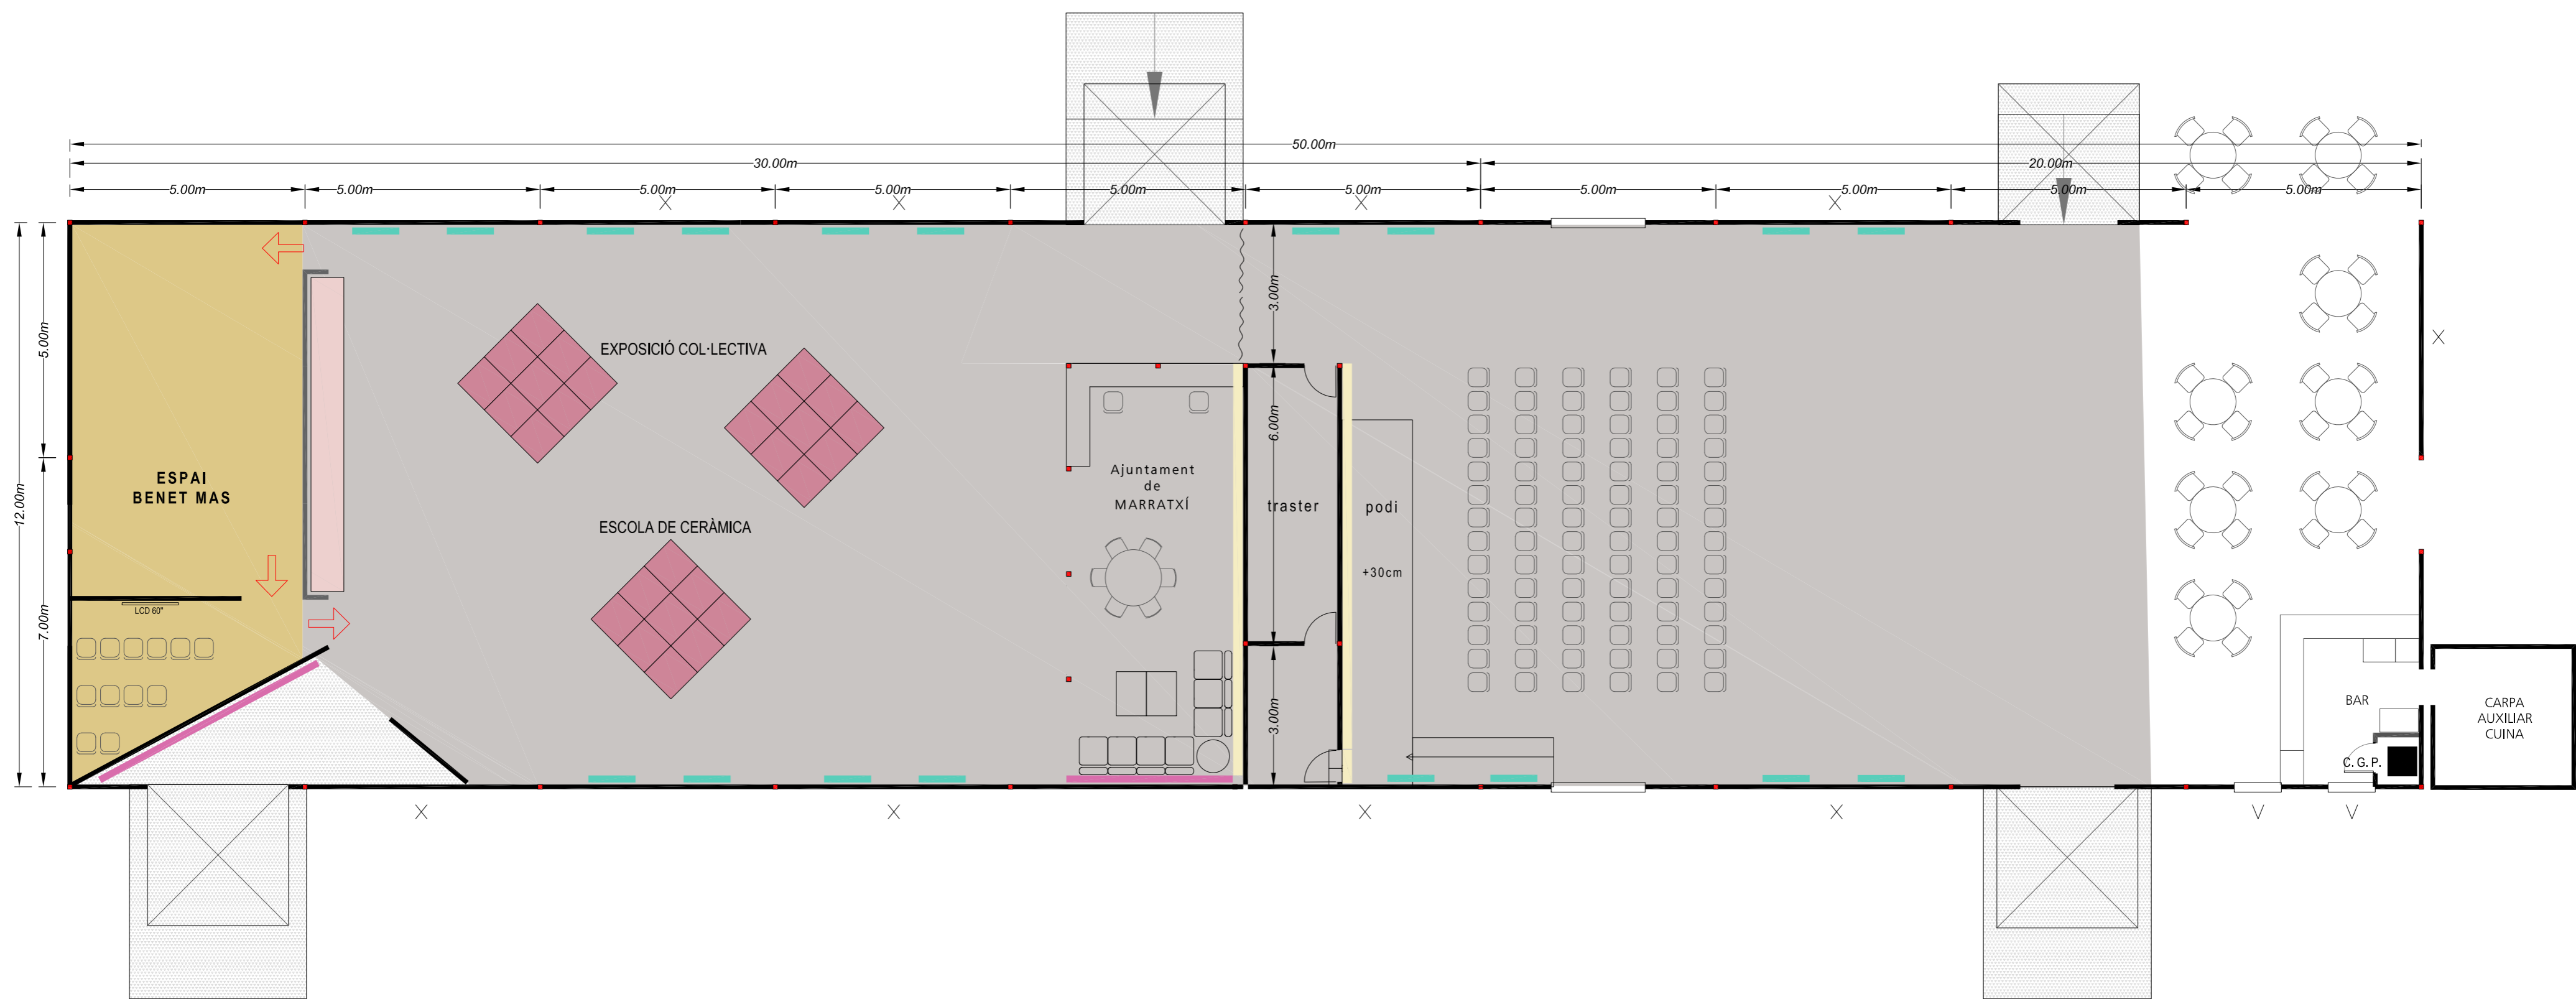 50.00m
30.00m
20.00m
5.00m
5.00m
5.00m
5.00m
5.00m
5.00m
5.00m
5.00m
5.00m
5.00m
X
X
X
X
12.00m
5.00m
7.00m
3.00m
6.00m
3.00m
X
EXPOSICIÓ COL·LECTIVA
ESPAI
BENET MAS
Ajuntament
de
MARRATXÍ
traster
podi
+30cm
ESCOLA DE CERÀMICA
LCD 60"
BAR
C.G.P.
CARPA
AUXILIAR
CUINA
X
X
X
X
V
V